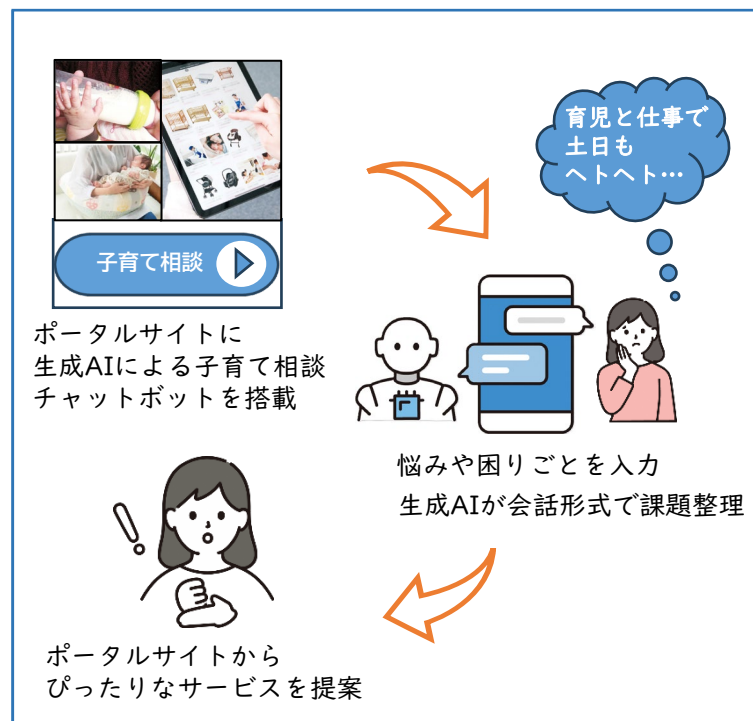 育児と仕事で
土日も
ヘトヘト…
子育て相談
ポータルサイトに
生成AIによる子育て相談
チャットボットを搭載
悩みや困りごとを入力
生成AIが会話形式で課題整理
ポータルサイトから
ぴったりなサービスを提案